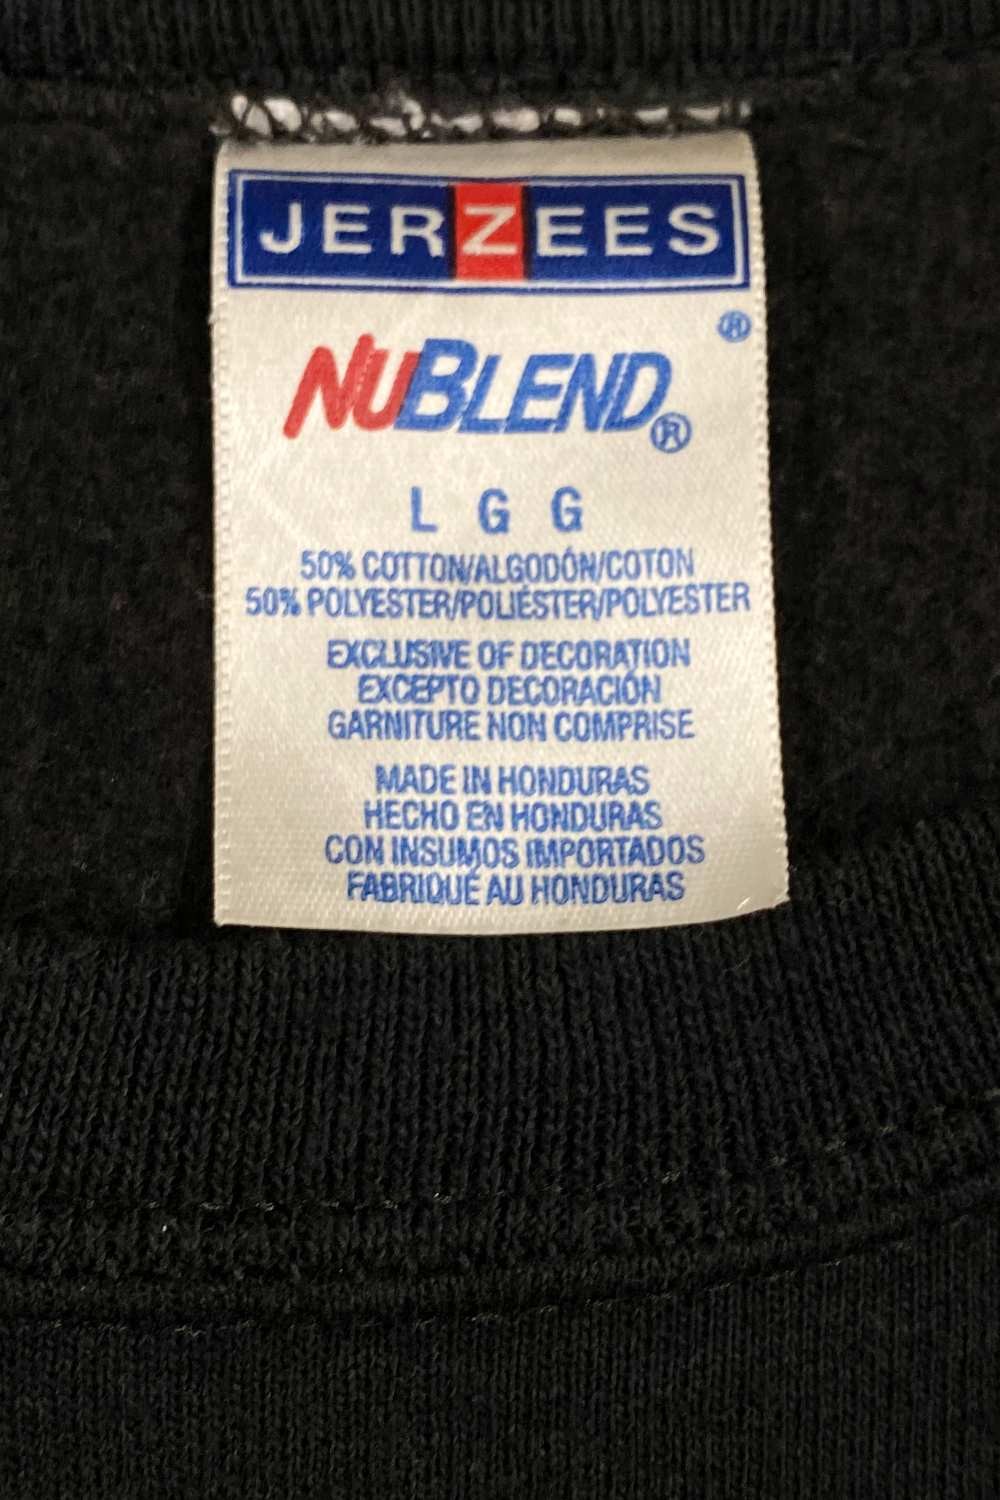 JERZEES
®
NUBLEND®
L G G
50% COTTON/ALGODÓN/COTON
50% POLYESTER/POLIÉSTER/POLYESTER
EXCLUSIVE OF DECORATION
EXCEPTO DECORACIÓN
GARNITURE NON COMPRISE
MADE IN HONDURAS
HECHO EN HONDURAS
CON INSUMOS IMPORTADOS
FABRIQUÉ AU HONDURAS